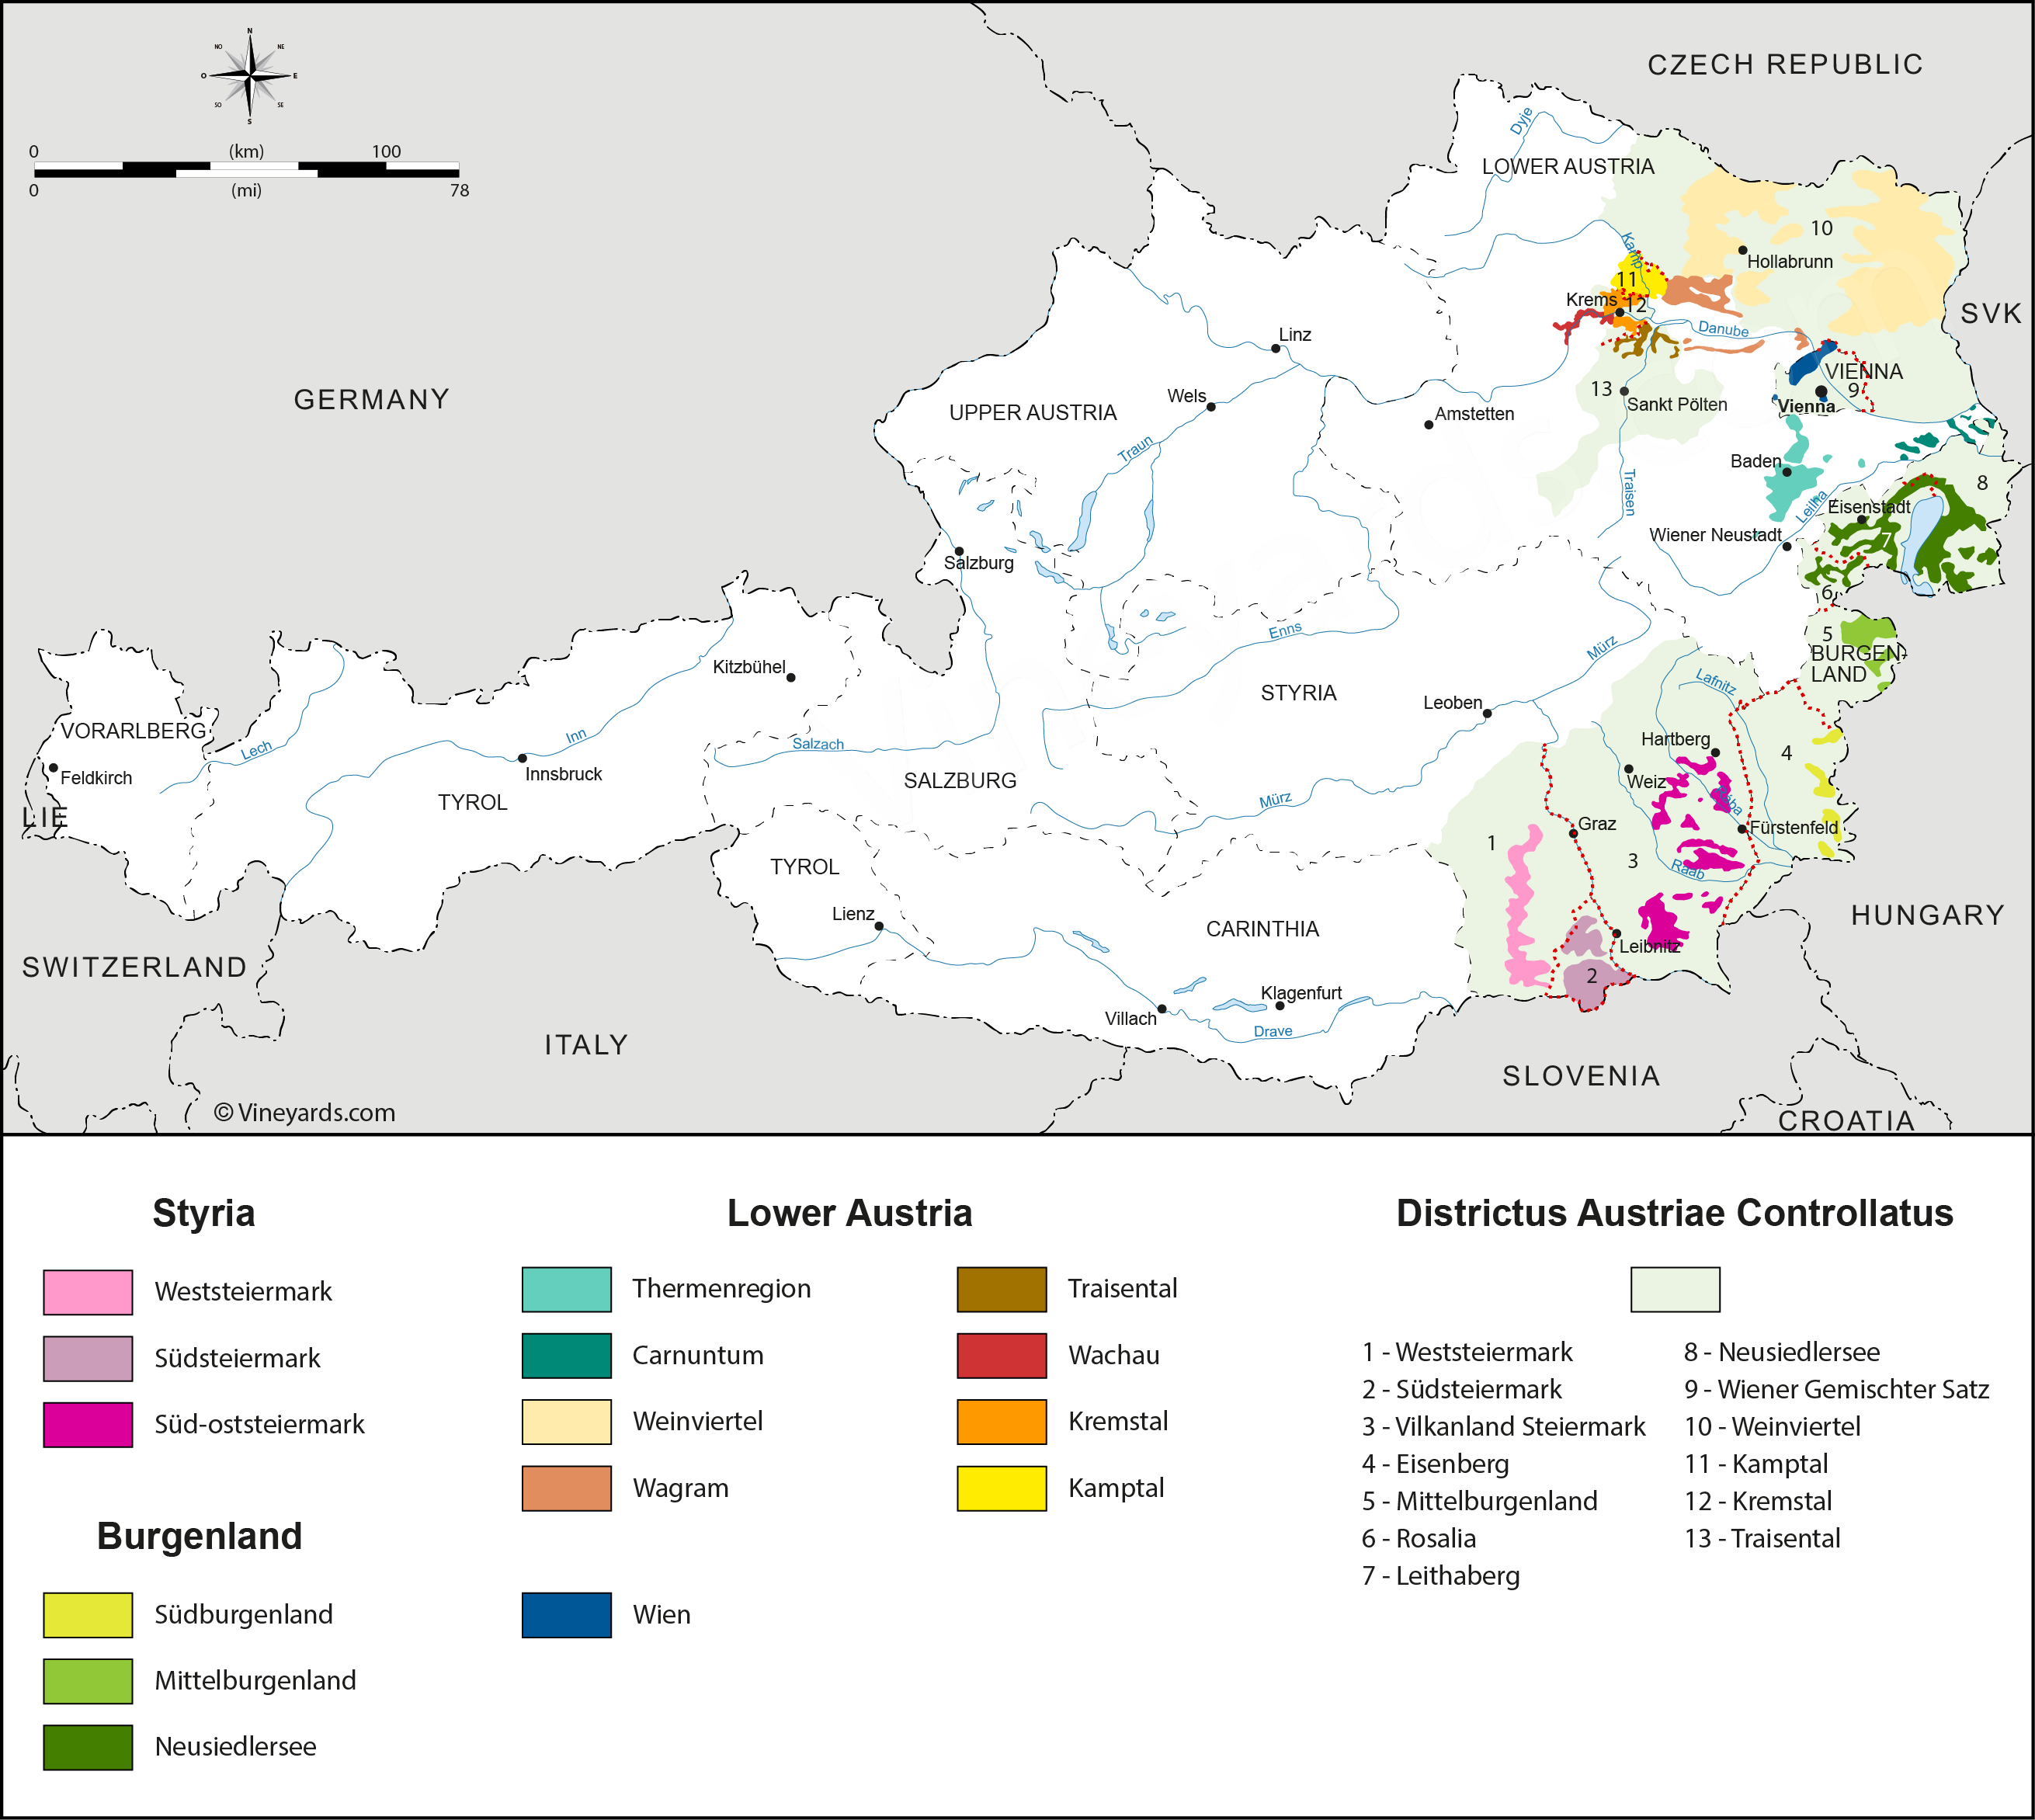 N
NO
NE
O
E
SO
SE
S
0
(km)
100
0
(mi)
78
CZECH REPUBLIC
GERMANY
SVK
HUNGARY
SWITZERLAND
ITALY
SLOVENIA
CROATIA
LIE
Dyje
LOWER AUSTRIA
10
Kamp
Hollabrunn
11
Krems
12
Danube
Linz
VIENNA
9
Vienna
13
Sankt Pölten
Wels
UPPER AUSTRIA
Amstetten
Traun
Baden
Traisen
Leitha
8
Eisenstadt
Wiener Neustadt
7
Salzburg
6
5
BURGEN-
LAND
Enns
Mürz
Kitzbühel
STYRIA
Lafnitz
Leoben
VORARLBERG
Lech
Inn
Salzach
Hartberg
4
Feldkirch
Innsbruck
SALZBURG
Weiz
Rába
TYROL
Mürz
Graz
Fürstenfeld
1
3
TYROL
Raab
Lienz
CARINTHIA
Leibnitz
2
Klagenfurt
Villach
Drave
© Vineyards.com
Styria
Weststeiermark
Südsteiermark
Süd-oststeiermark
Burgenland
Südburgenland
Mittelburgenland
Neusiedlersee
Lower Austria
Thermenregion
Carnuntum
Weinviertel
Wagram
Wien
Traisental
Wachau
Kremstal
Kamptal
Districtus Austriae Controllatus
1 - Weststeiermark
2 - Südsteiermark
3 - Vilkanland Steiermark
4 - Eisenberg
5 - Mittelburgenland
6 - Rosalia
7 - Leithaberg
8 - Neusiedlersee
9 - Wiener Gemischter Satz
10 - Weinviertel
11 - Kamptal
12 - Kremstal
13 - Traisental